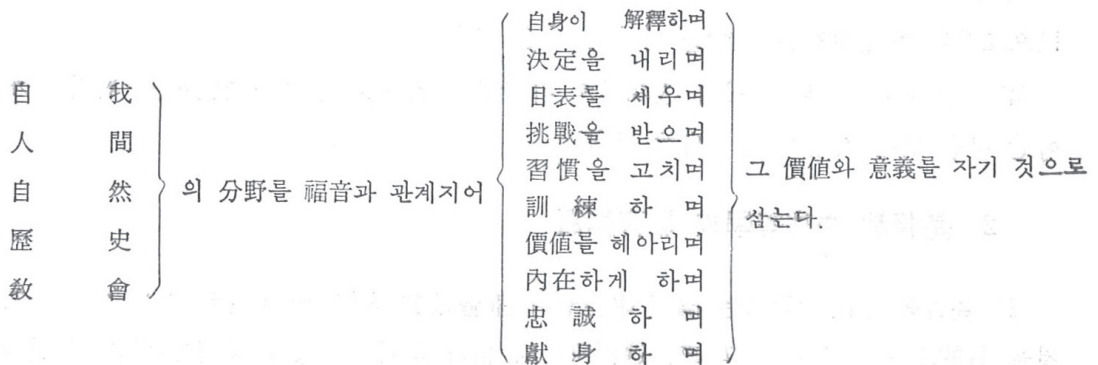 自我
人間
自然
歷史
敎會
의 分野를 福音과 관계지어
自身이 解釋하며
決定을 내리며
目表를 세우며
挑戰을 받으며
習慣을 고치며
訓練하며
價値를 헤아리며
內在하게 하며
忠誠하며
獻身하며
그 價値와 意義를 자기 것으로
삼는다.